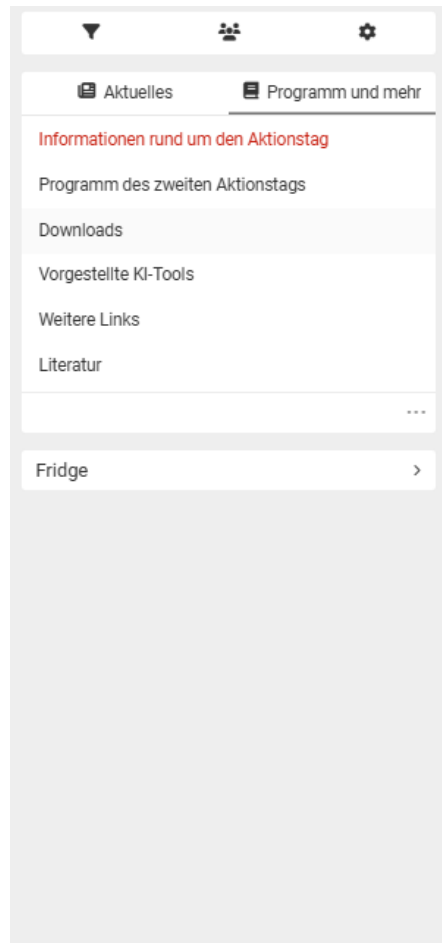 Aktuelles
Programm und mehr
Informationen rund um den Aktionstag
Programm des zweiten Aktionstags
Downloads
Vorgestellte KI-Tools
Weitere Links
Literatur
...
Fridge